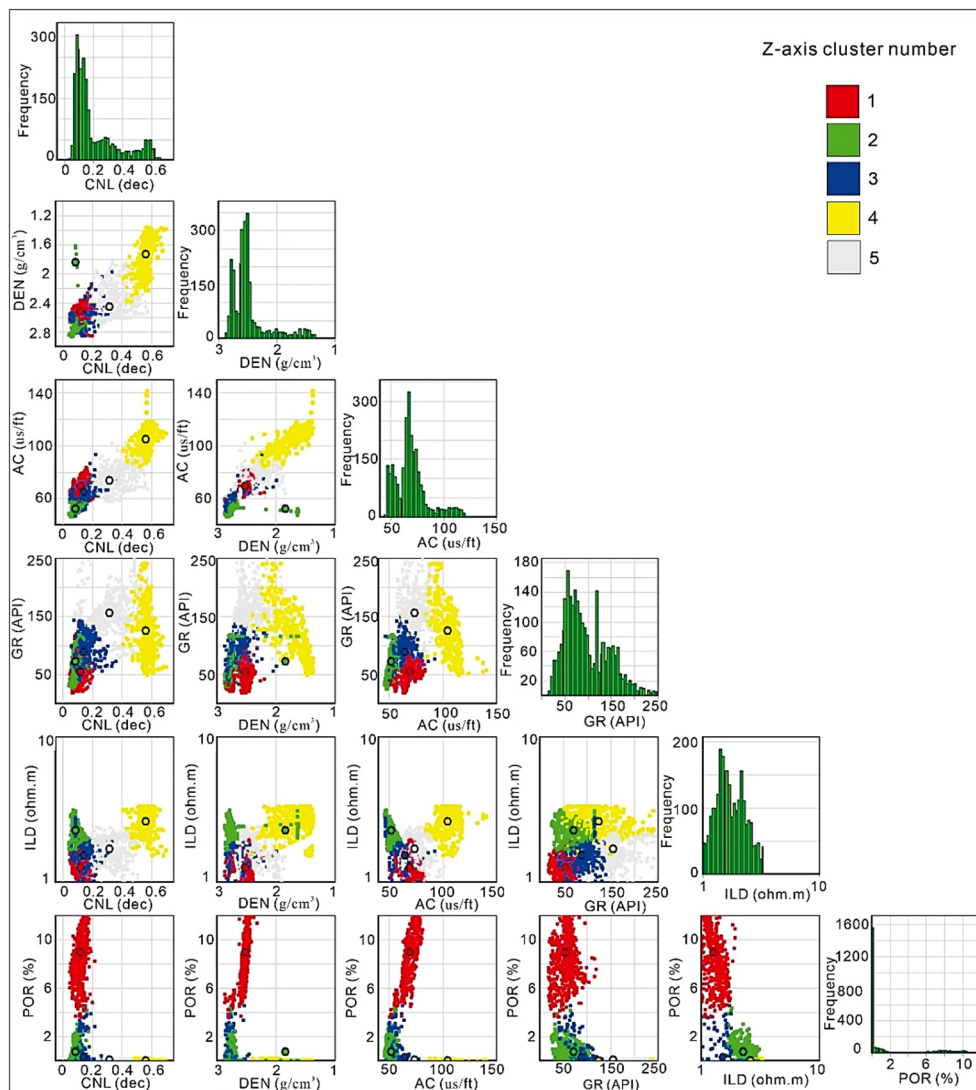 Z-axis cluster number
1
2
3
4
5
Frequency
300
150
0
0 0.2 0.4 0.6
CNL (dec)
DEN (g/cm³)
1.2
1.6
2
2.4
2.8
0 0.2 0.4 0.6
CNL (dec)
Frequency
300
150
0
3 2 1
DEN (g/cm³)
AC (us/ft)
140
100
60
0 0.2 0.4 0.6
CNL (dec)
AC (us/ft)
3 2 1
DEN (g/cm³)
Frequency
300
150
0
50 100 150
AC (us/ft)
GR (API)
250
150
50
0 0.2 0.4 0.6
CNL (dec)
GR (API)
250
150
50
3 2 1
DEN (g/cm³)
GR (API)
250
150
50
50 100 150
AC (us/ft)
Frequency
180
140
100
60
20
50 150 250
GR (API)
ILD (ohm.m)
10
1
0 0.2 0.4 0.6
CNL (dec)
ILD (ohm.m)
10
1
3 2 1
DEN (g/cm³)
ILD (ohm.m)
10
1
50 100 150
AC (us/ft)
ILD (ohm.m)
10
1
50 150 250
GR (API)
Frequency
200
100
0
1 10
ILD (ohm.m)
POR (%)
10
6
2
0 0.2 0.4 0.6
CNL (dec)
POR (%)
10
6
2
3 2 1
DEN (g/cm³)
POR (%)
10
6
2
50 100 150
AC (us/ft)
POR (%)
10
6
2
50 150 250
GR (API)
POR (%)
10
6
2
1 10
ILD (ohm.m)
Frequency
1600
1200
800
400
0
2 6 10
POR (%)